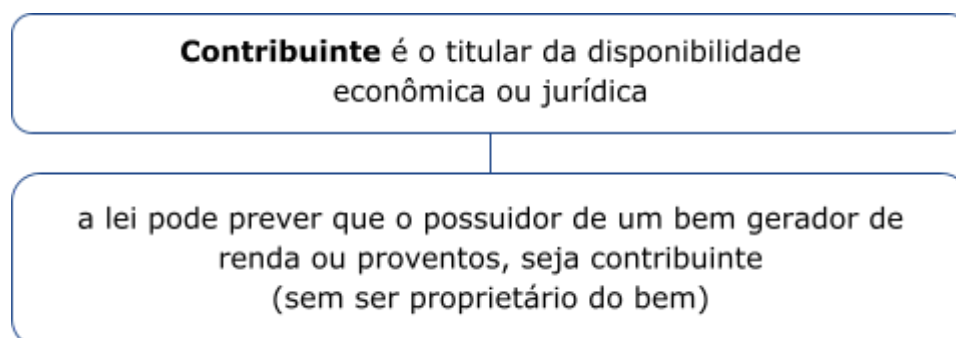 Contribuinte é o titular da disponibilidade
econômica ou jurídica
a lei pode prever que o possuidor de um bem gerador de
renda ou proventos, seja contribuinte
(sem ser proprietário do bem)